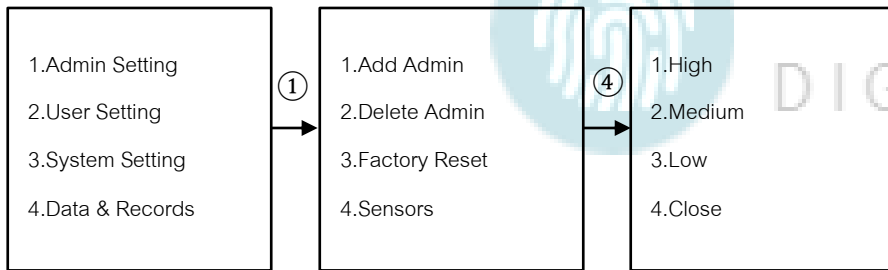 1.Admin Setting
2.User Setting
3.System Setting
4.Data & Records
①
1.Add Admin
2.Delete Admin
3.Factory Reset
4.Sensors
④
1.High
2.Medium
3.Low
4.Close